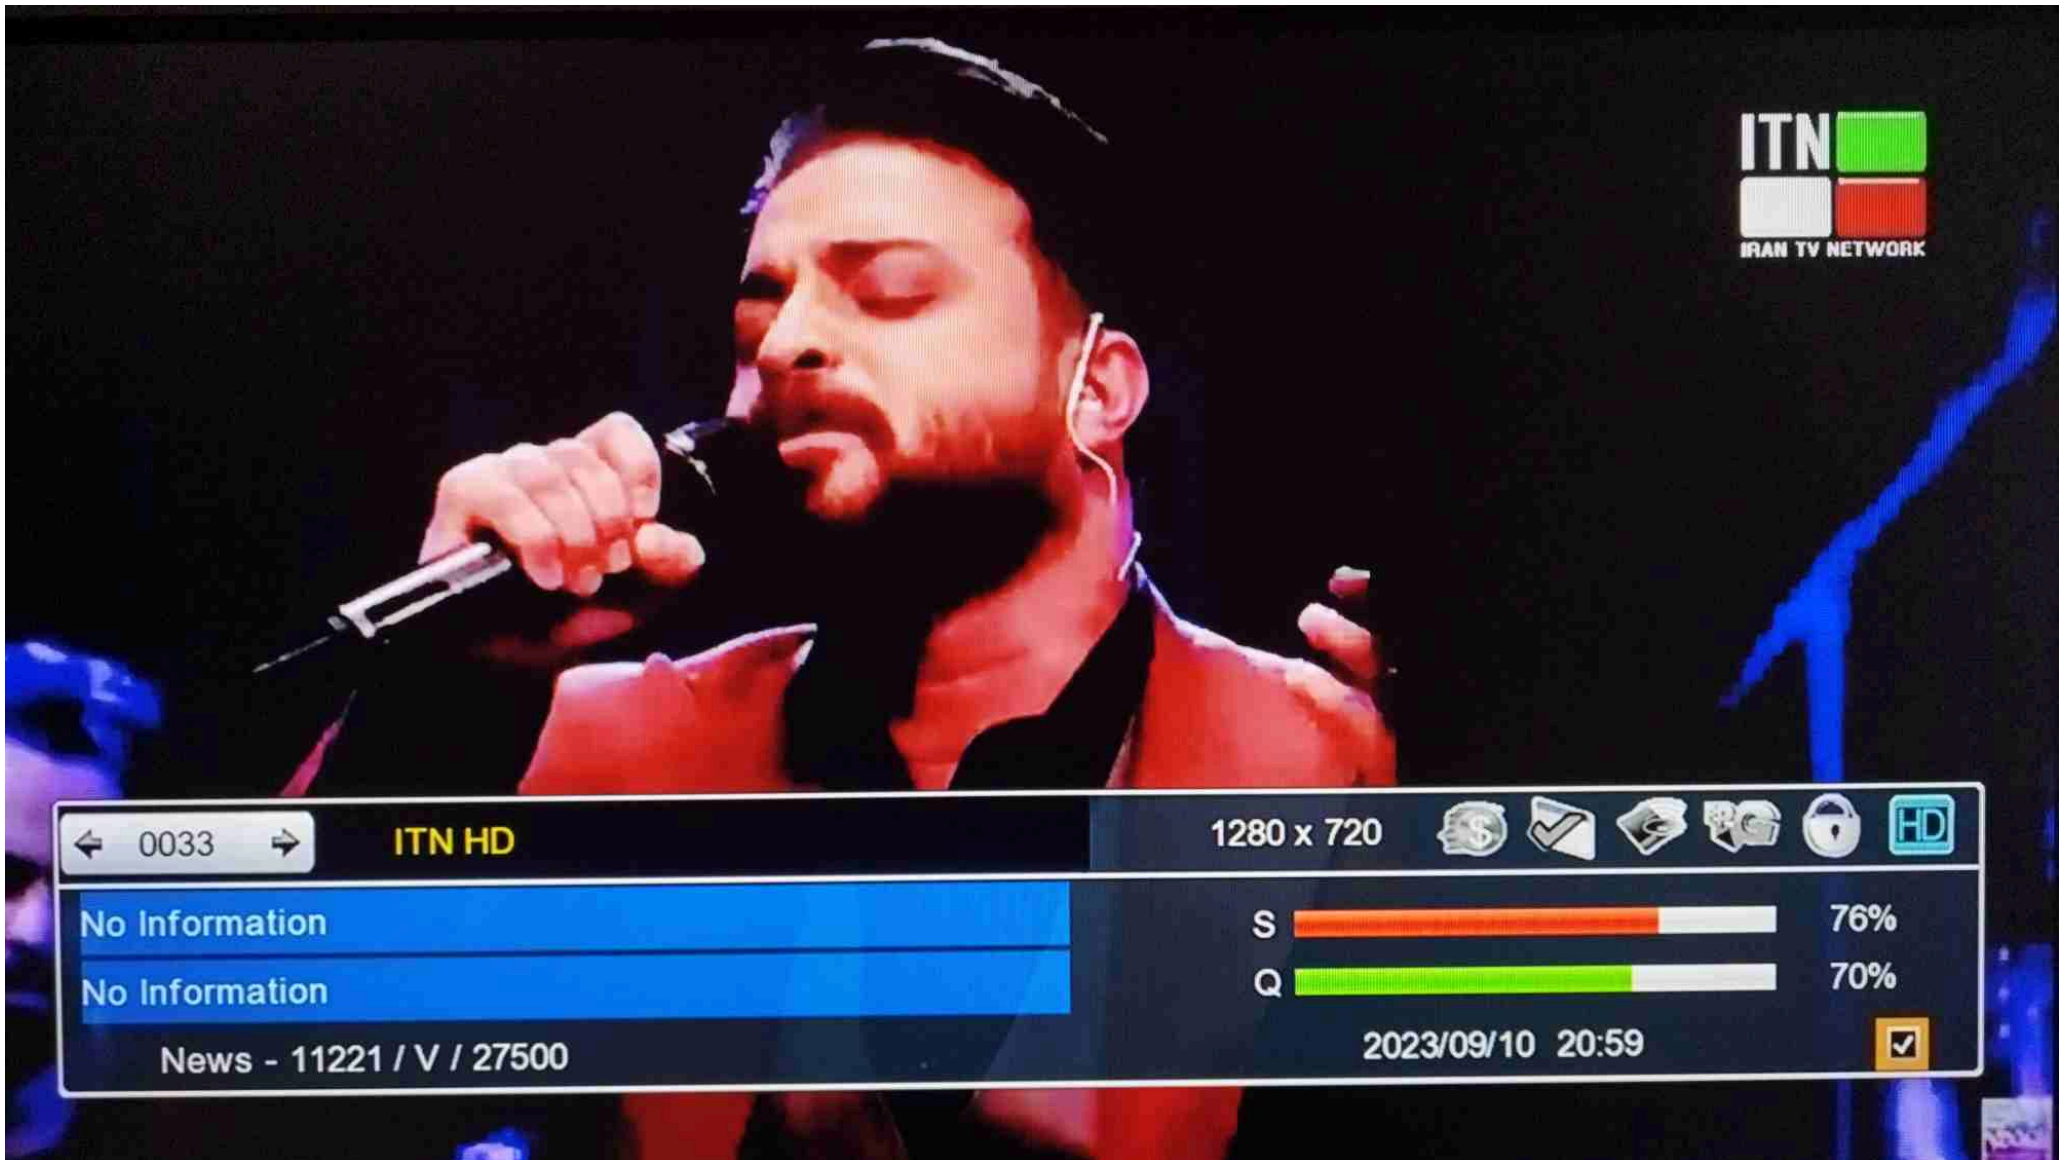 ITN
IRAN TV NETWORK
0033 ITN HD 1280 x 720 $ HD
No Information
S 76%
No Information
Q 70%
News - 11221 / V / 27500
2023/09/10 20:59